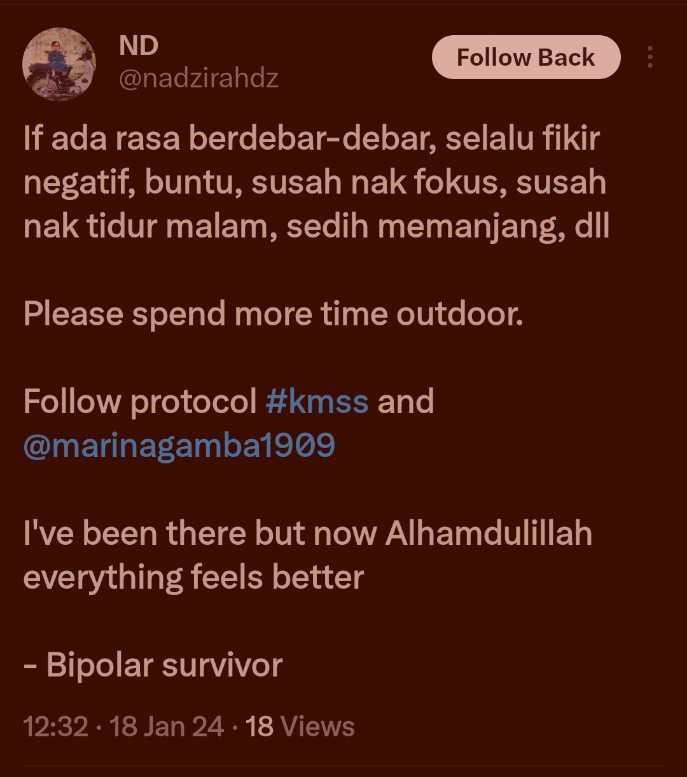 ND
Follow Back
@nadzirahdz
If ada rasa berdebar-debar, selalu fikir
negatif, buntu, susah nak fokus, susah
nak tidur malam, sedih memanjang, dll
Please spend more time outdoor.
Follow protocol #kmss and
@marinagamba1909
I've been there but now Alhamdulillah
everything feels better
- Bipolar survivor
12:32 · 18 Jan 24 · 18 Views